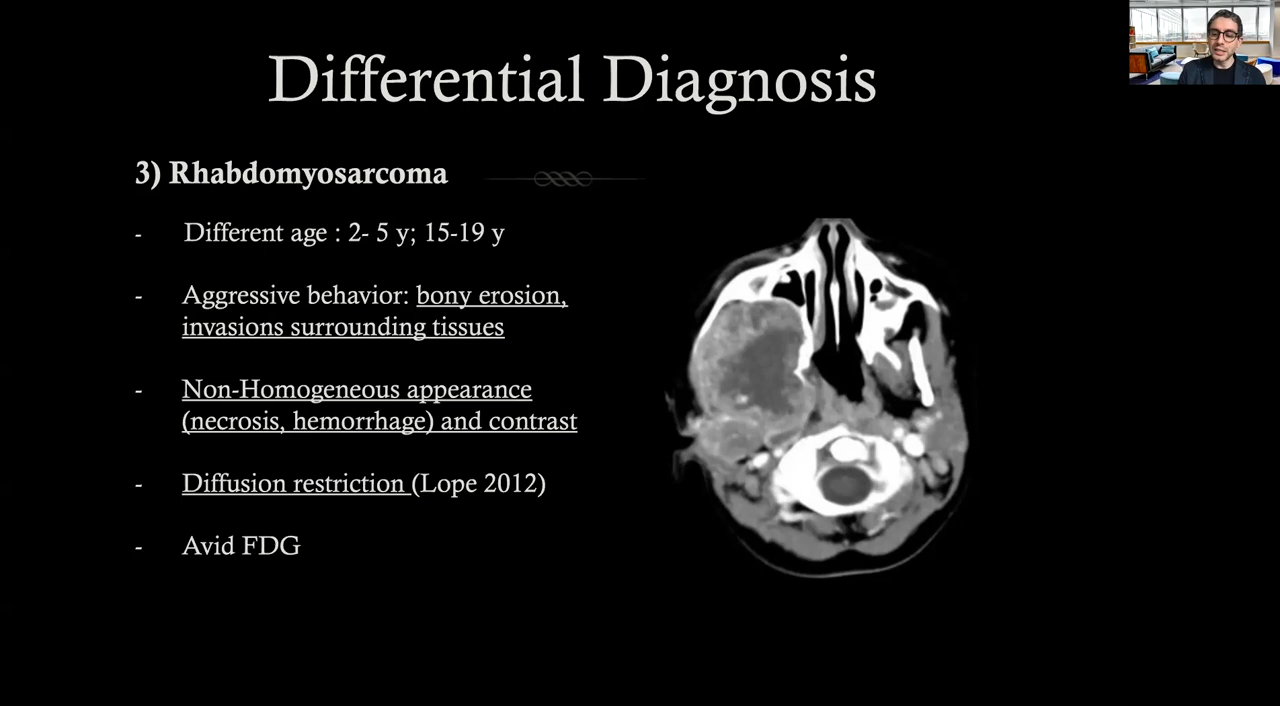 Differential Diagnosis
3) Rhabdomyosarcoma
- Different age : 2- 5 y; 15-19 y
- Aggressive behavior: bony erosion,
invasions surrounding tissues
- Non-Homogeneous appearance
(necrosis, hemorrhage) and contrast
- Diffusion restriction (Lope 2012)
- Avid FDG